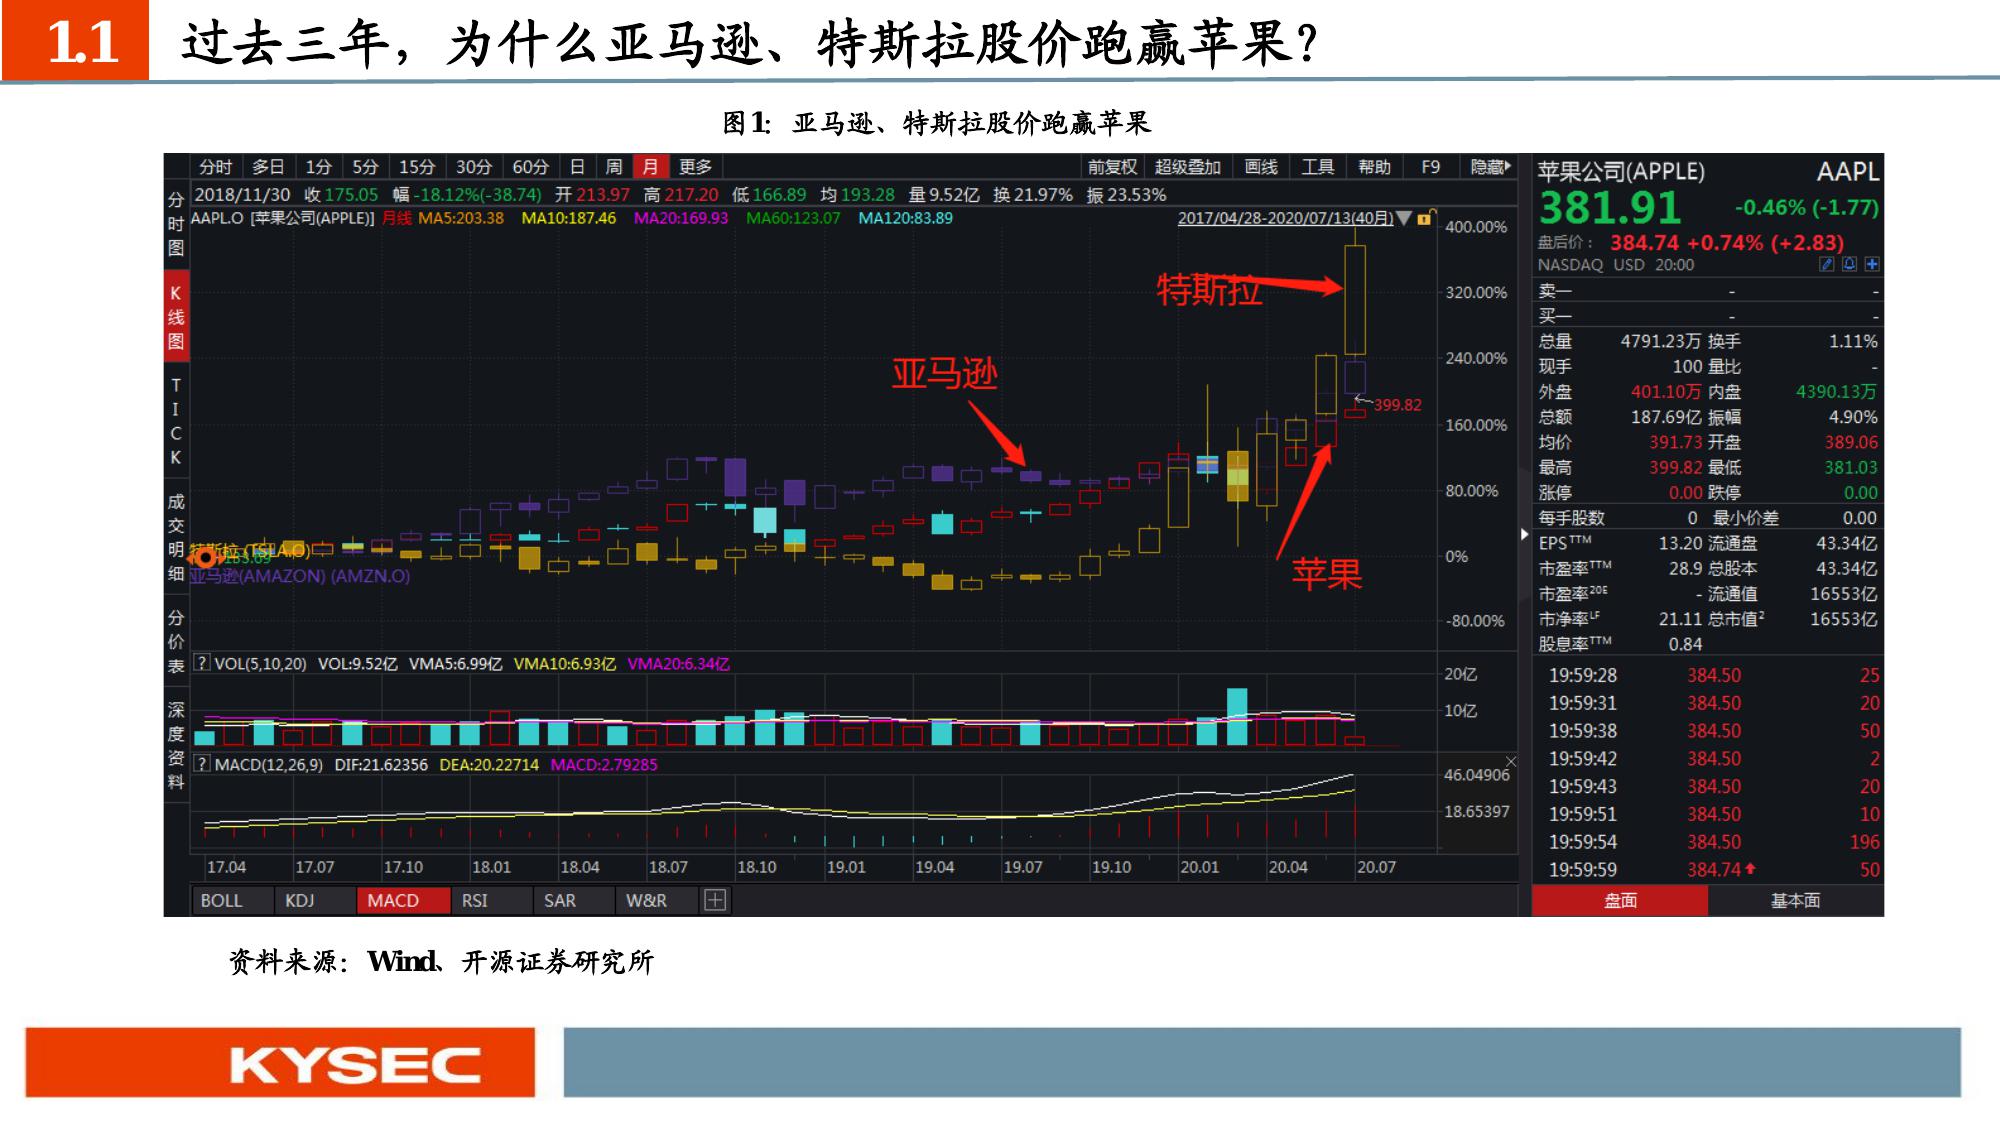 1.1 过去三年，为什么亚马逊、特斯拉股价跑赢苹果？
图1：亚马逊、特斯拉股价跑赢苹果
分时 多日 1分 5分 15分 30分 60分 日 周 月 更多 前复权 超级叠加 画线 工具 帮助 F9 隐藏
2018/11/30 收175.05 幅-18.12%(-38.74) 开213.97 高217.20 低166.89 均193.28 量9.52亿 换21.97% 振23.53%
AAPL.O [苹果公司(APPLE)] 月线 MA5:203.38 MA10:187.46 MA20:169.93 MA60:123.07 MA120:83.89 2017/04/28-2020/07/13(40月)
分时图
K线图
TICK
成交明细
分价表
深度资料
400.00%
特斯拉
320.00%
亚马逊
240.00%
399.82
160.00%
80.00%
特斯拉(TSLA.O)
0%
苹果
亚马逊(AMAZON) (AMZN.O)
-80.00%
? VOL(5,10,20) VOL:9.52亿 VMA5:6.99亿 VMA10:6.93亿 VMA20:6.34亿
20亿
10亿
? MACD(12,26,9) DIF:21.62356 DEA:20.22714 MACD:2.79285
46.04906
18.65397
17.04 17.07 17.10 18.01 18.04 18.07 18.10 19.01 19.04 19.07 19.10 20.01 20.04 20.07
BOLL KDJ MACD RSI SAR W&R
苹果公司(APPLE) AAPL
381.91 -0.46% (-1.77)
盘后价： 384.74 +0.74% (+2.83)
NASDAQ USD 20:00
卖一 - -
买一 - -
总量 4791.23万 换手 1.11%
现手 100 量比 -
外盘 401.10万 内盘 4390.13万
总额 187.69亿 振幅 4.90%
均价 391.73 开盘 389.06
最高 399.82 最低 381.03
涨停 0.00 跌停 0.00
每手股数 0 最小价差 0.00
EPSTTM 13.20 流通盘 43.34亿
市盈率TTM 28.9 总股本 43.34亿
市盈率20E - 流通值 16553亿
市净率LF 21.11 总市值2 16553亿
股息率TTM 0.84
19:59:28 384.50 25
19:59:31 384.50 20
19:59:38 384.50 50
19:59:42 384.50 2
19:59:43 384.50 20
19:59:51 384.50 10
19:59:54 384.50 196
19:59:59 384.74 50
盘面 基本面
资料来源：Wind、开源证券研究所
KYSEC